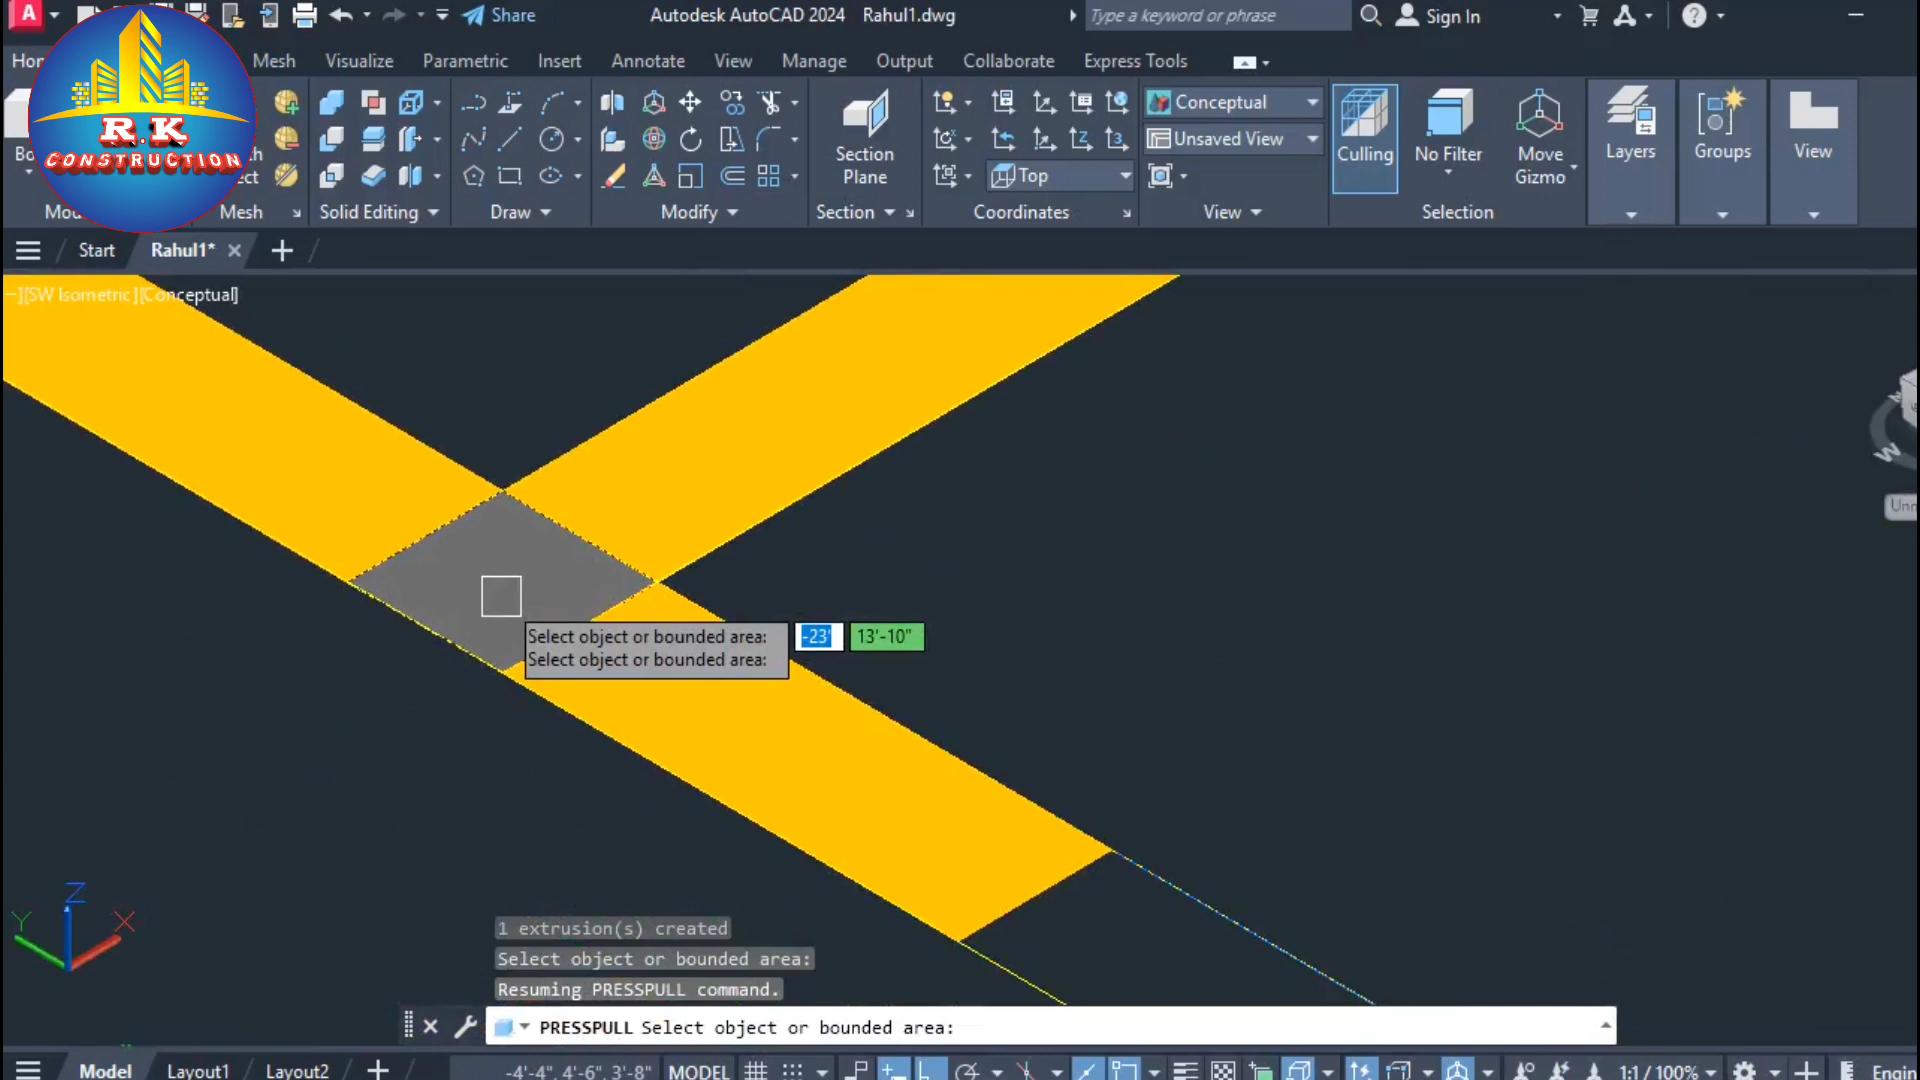 Share
Autodesk AutoCAD 2024 Rahul1.dwg
Type a keyword or phrase
Sign In
Mesh Visualize Parametric Insert Annotate View Manage Output Collaborate Express Tools
R.K
CONSTRUCTION
Section
Plane
Top
Conceptual
Unsaved View
Culling
No Filter
Move
Gizmo
Layers
Groups
View
Mesh
Solid Editing
Draw
Modify
Section
Coordinates
View
Selection
Start
Rahul1*
[SW Isometric][Conceptual]
N
W
Select object or bounded area:
Select object or bounded area:
-23'
13'-10"
Z
Y
X
1 extrusion(s) created
Select object or bounded area:
Resuming PRESSPULL command.
PRESSPULL Select object or bounded area:
Model Layout1 Layout2
-4'-4", 4'-6", 3'-8" MODEL
1:1 / 100%